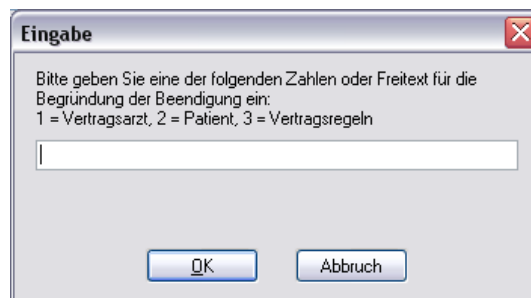 Eingabe
Bitte geben Sie eine der folgenden Zahlen oder Freitext für die
Begründung der Beendigung ein:
1 = Vertragsarzt, 2 = Patient, 3 = Vertragsregeln
OK
Abbruch